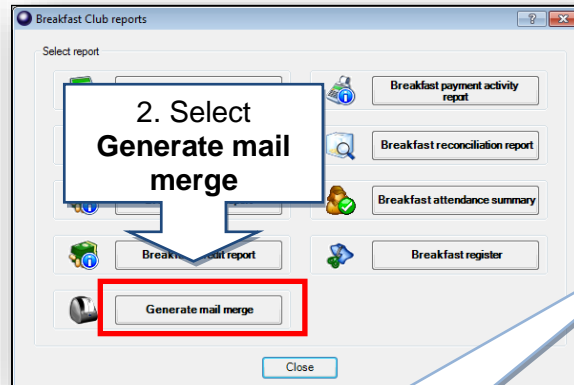 Breakfast Club reports
Select report
2. Select
Generate mail
merge
Breakfast payment activity
report
Breakfast reconciliation report
Breakfast attendance summary
report
Breakfast register
Generate mail merge
Close